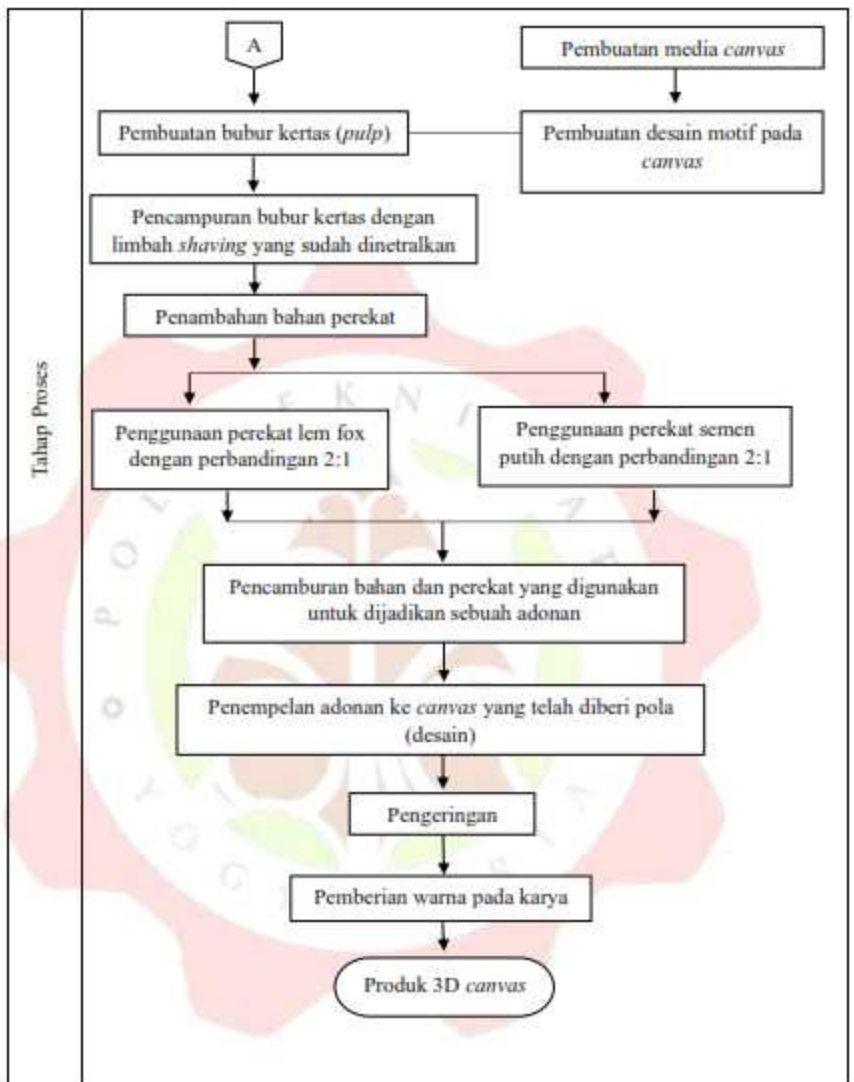 Tahap Proses
A
Pembuatan media canvas
Pembuatan bubur kertas (pulp)
Pembuatan desain motif pada
canvas
Pencampuran bubur kertas dengan
limbah shaving yang sudah dinetralkan
Penambahan bahan perekat
Penggunaan perekat lem fox
dengan perbandingan 2:1
Penggunaan perekat semen
putih dengan perbandingan 2:1
Pencamburan bahan dan perekat yang digunakan
untuk dijadikan sebuah adonan
Penempelan adonan ke canvas yang telah diberi pola
(desain)
Pengeringan
Pemberian warna pada karya
Produk 3D canvas